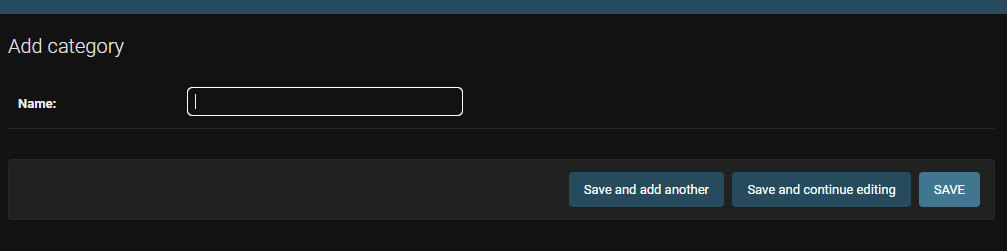 Add category
Name:
Save and add another
Save and continue editing
SAVE